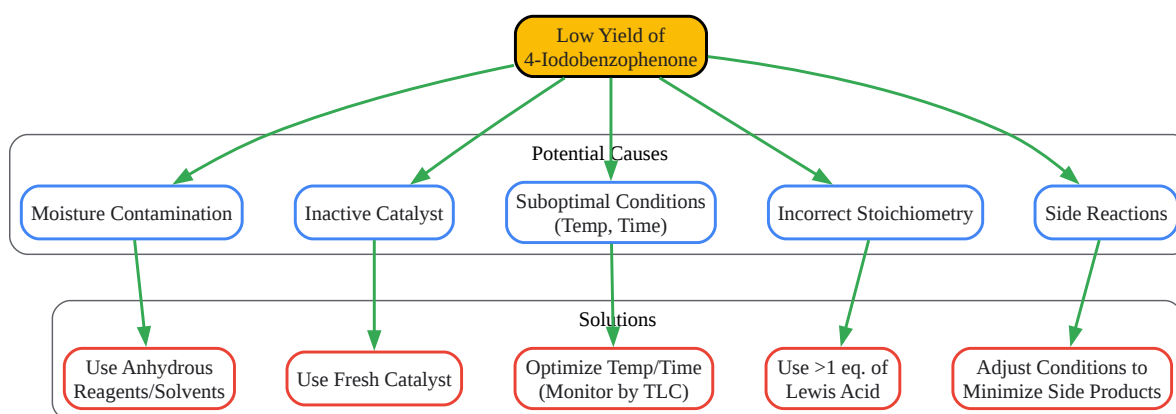 Low Yield of
4-Iodobenzophenone
Potential Causes
Moisture Contamination
Inactive Catalyst
Suboptimal Conditions
(Temp, Time)
Incorrect Stoichiometry
Side Reactions
Solutions
Use Anhydrous
Reagents/Solvents
Use Fresh Catalyst
Optimize Temp/Time
(Monitor by TLC)
Use >1 eq. of
Lewis Acid
Adjust Conditions to
Minimize Side Products